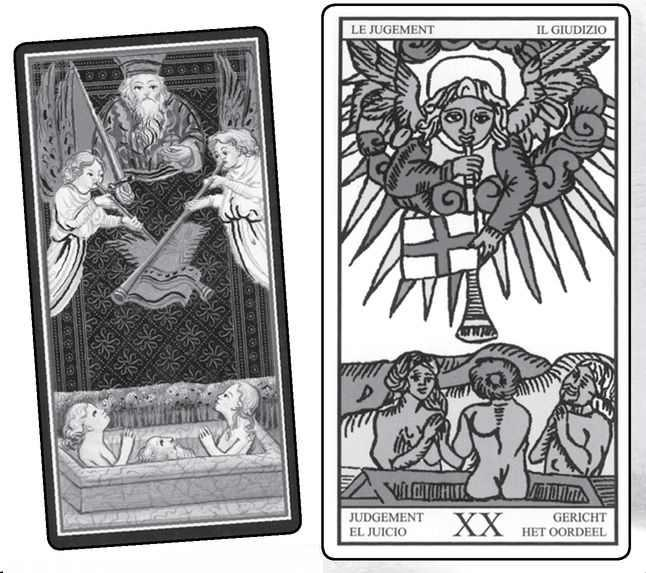 LE JUGEMENT IL GIUDIZIO
JUDGEMENT XX GERICHT
EL JUICIO HET OORDEEL